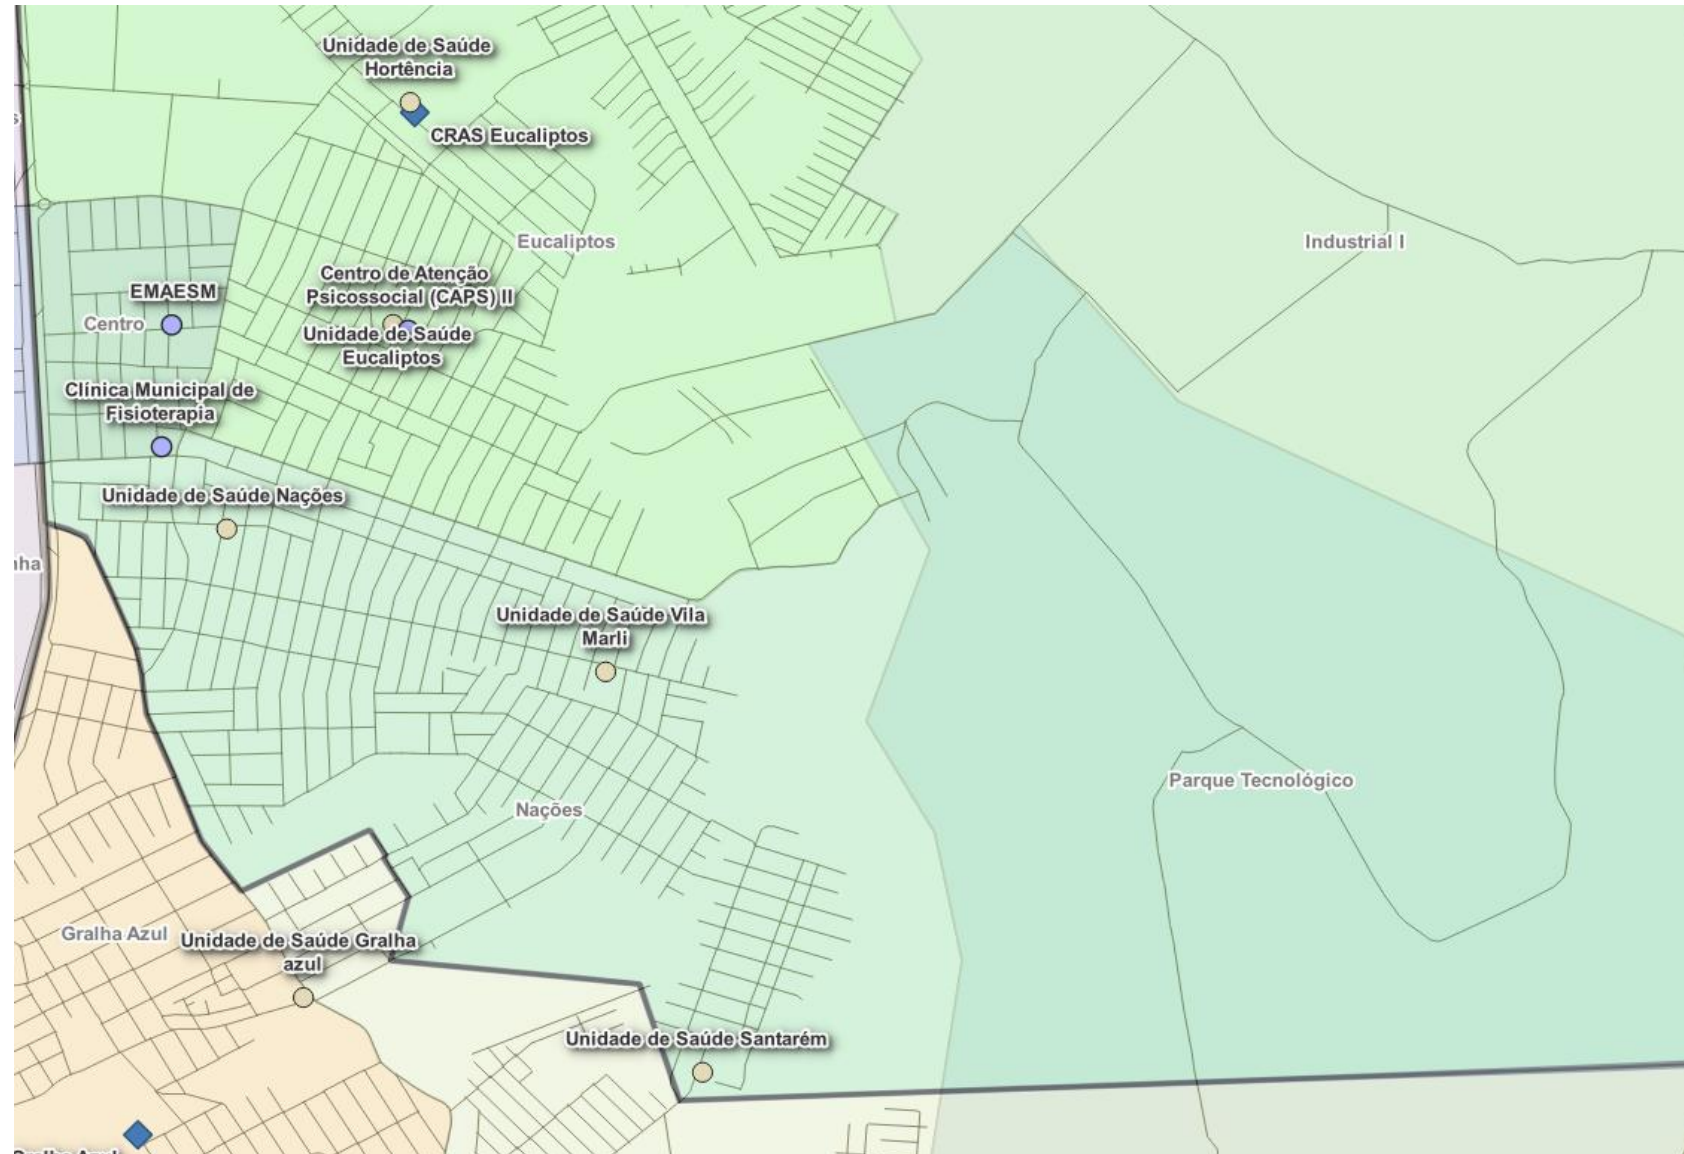 Unidade de Saúde
Hortência
CRAS Eucaliptos
Eucaliptos
Industrial I
Centro de Atenção
Psicossocial (CAPS) II
EMAESM
Centro
Unidade de Saúde
Eucaliptos
Clínica Municipal de
Fisioterapia
Unidade de Saúde Nações
Unidade de Saúde Vila
Marli
Parque Tecnológico
Nações
Gralha Azul
Unidade de Saúde Gralha
azul
Unidade de Saúde Santarém